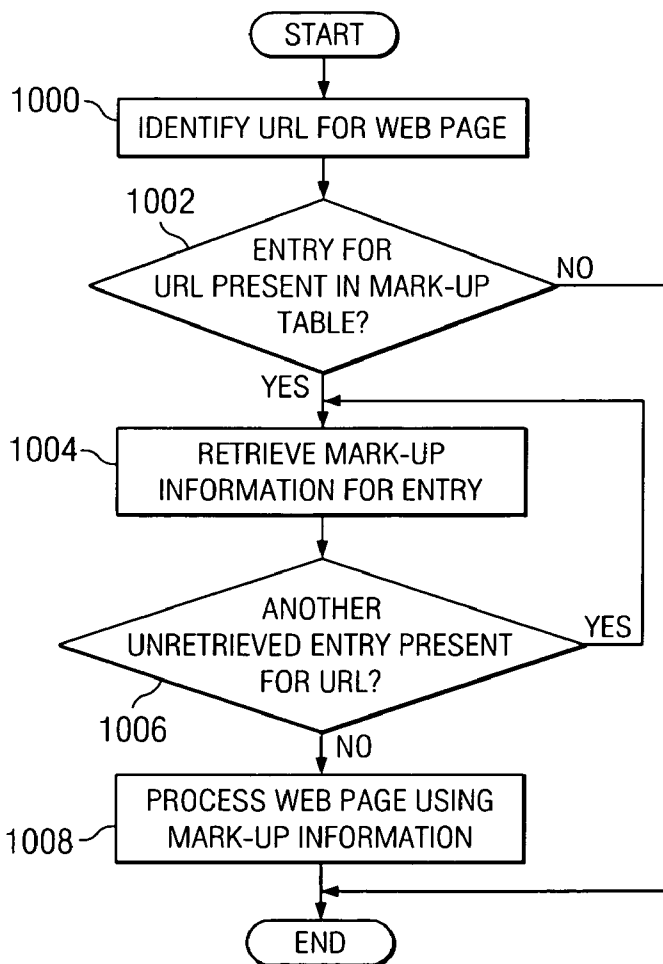 START
1000
IDENTIFY URL FOR WEB PAGE
1002
ENTRY FOR
URL PRESENT IN MARK-UP
TABLE?
NO
YES
1004
RETRIEVE MARK-UP
INFORMATION FOR ENTRY
ANOTHER
UNRETRIEVED ENTRY PRESENT
FOR URL?
YES
1006
NO
PROCESS WEB PAGE USING
MARK-UP INFORMATION
1008
END